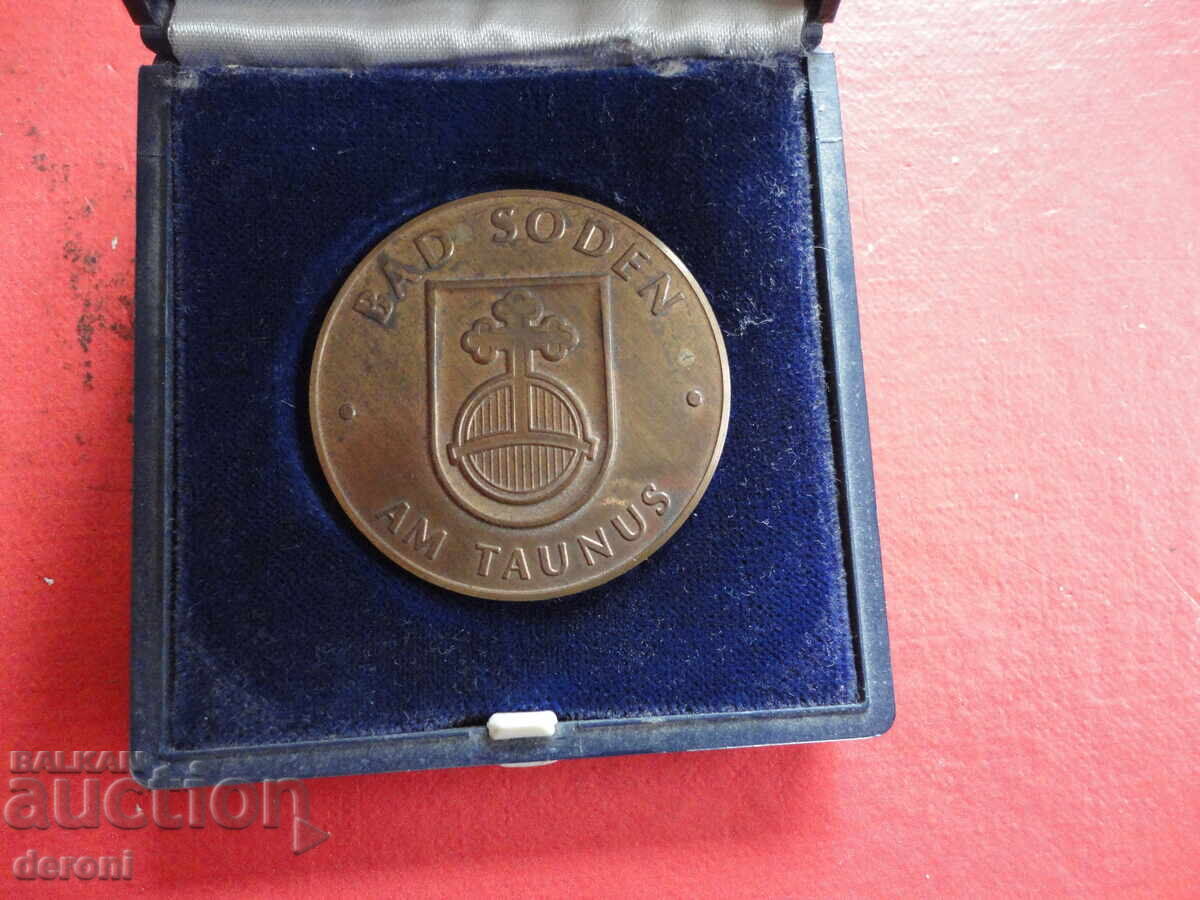 BAD SODEN
AM TAUNUS
BALKAN
auction
deroni